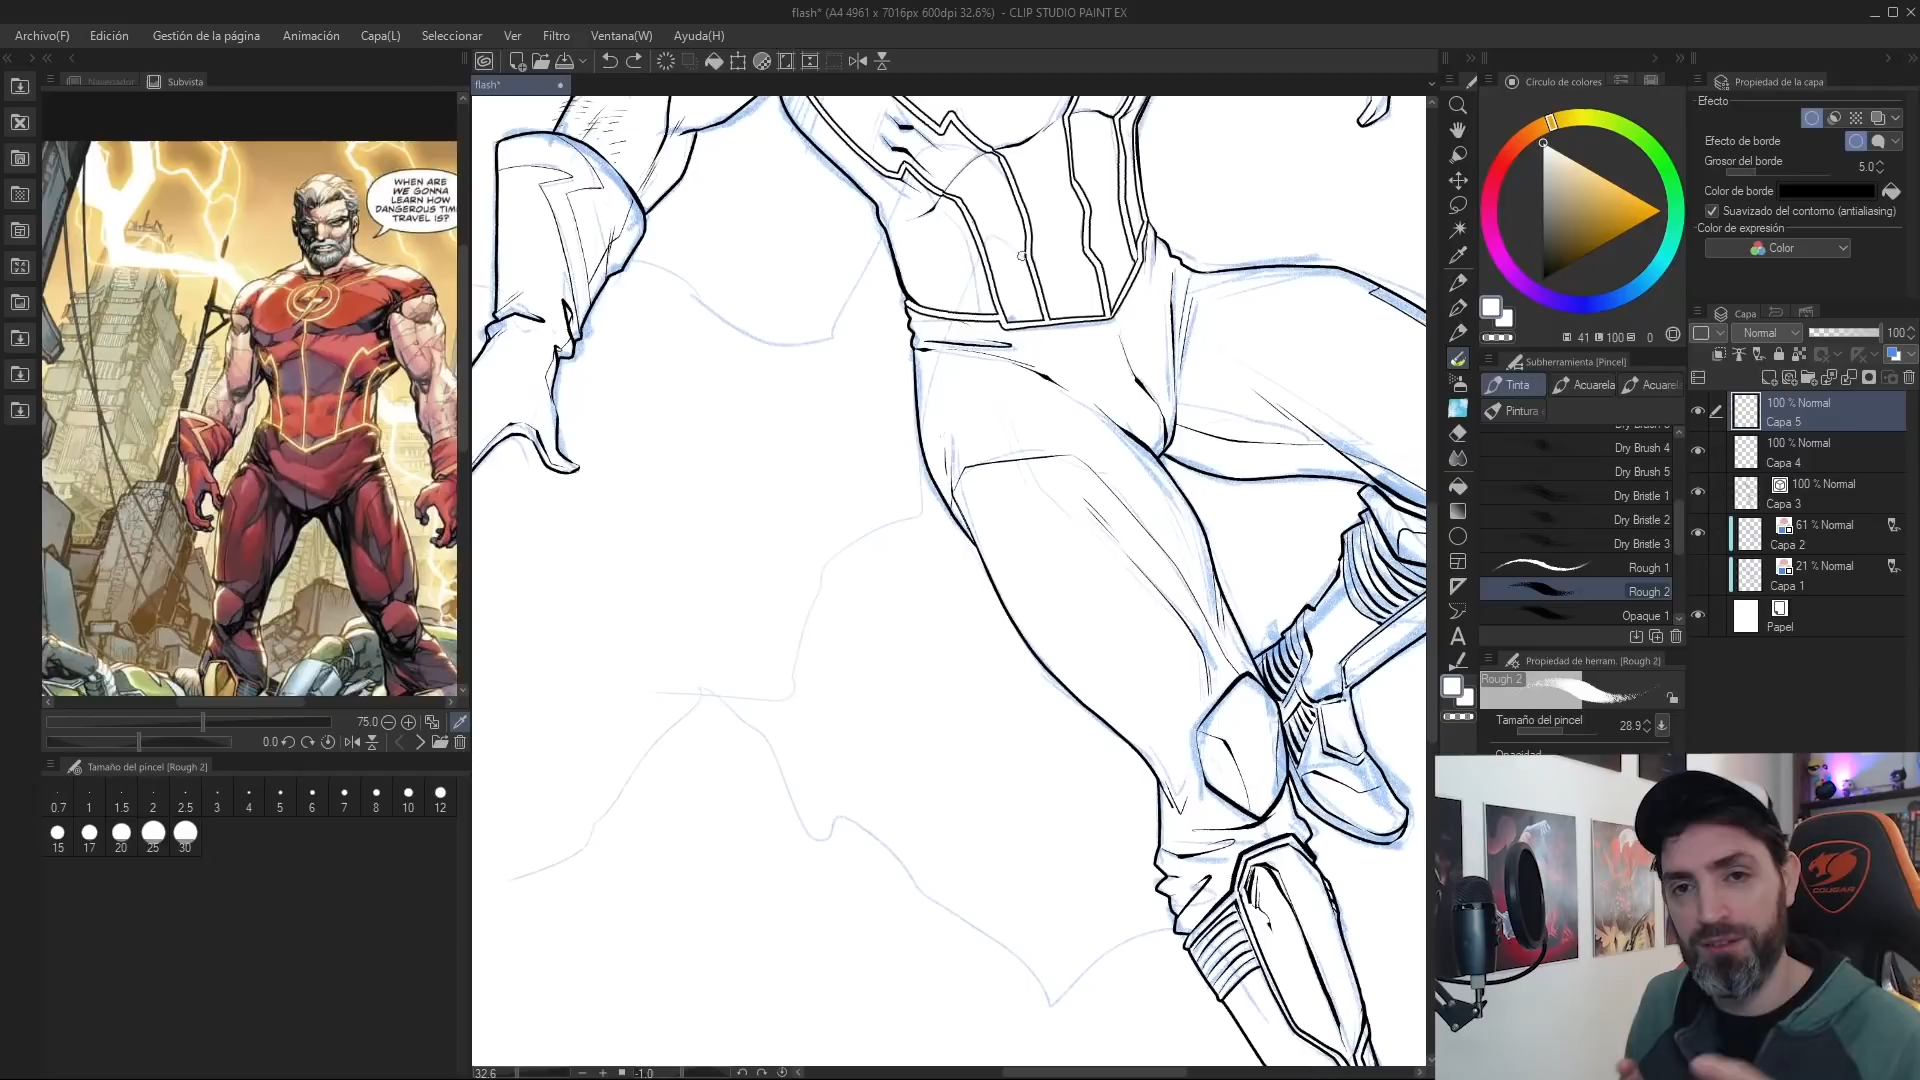 flash* (A4 4961 x 7016px 600dpi 32.6%) - CLIP STUDIO PAINT EX
Archivo(F) Edición Gestión de la página Animación Capa(L) Seleccionar Ver Filtro Ventana(W) Ayuda(H)
Navegador Subvista
flash*
WHEN ARE
WE GONNA
LEARN HOW
DANGEROUS TIM
TRAVEL IS?
75.0
0.0
Tamaño del pincel [Rough 2]
0.7 1 1.5 2 2.5 3 4 5 6 7 8 10 12
15 17 20 25 30
32.6 -1.0
Círculo de colores
41 100 0
Subherramienta [Pincel]
Tinta Acuarela Acuarel
Pintura
Dry Brush 4
Dry Brush 5
Dry Bristle 1
Dry Bristle 2
Dry Bristle 3
Rough 1
Rough 2
Opaque 1
Propiedad de herram. [Rough 2]
Rough 2
Tamaño del pincel 28.9
Opacidad
Propiedad de la capa
Efecto
Efecto de borde
Grosor del borde 5.0
Color de borde
Suavizado del contorno (antialiasing)
Color de expresión
Color
Capa
Normal 100
100 % Normal
Capa 5
100 % Normal
Capa 4
100 % Normal
Capa 3
61 % Normal
Capa 2
21 % Normal
Capa 1
Papel
COUGAR